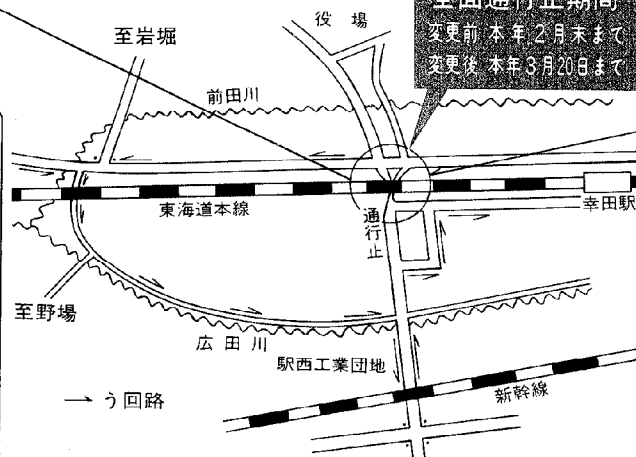 全面通行止期間
変更前 本年2月末まで
変更後 本年3月20日まで
役場
至岩堀
前田川
東海道本線
幸田駅
通行止
至野場
広田川
駅西工業団地
新幹線
→ う回路